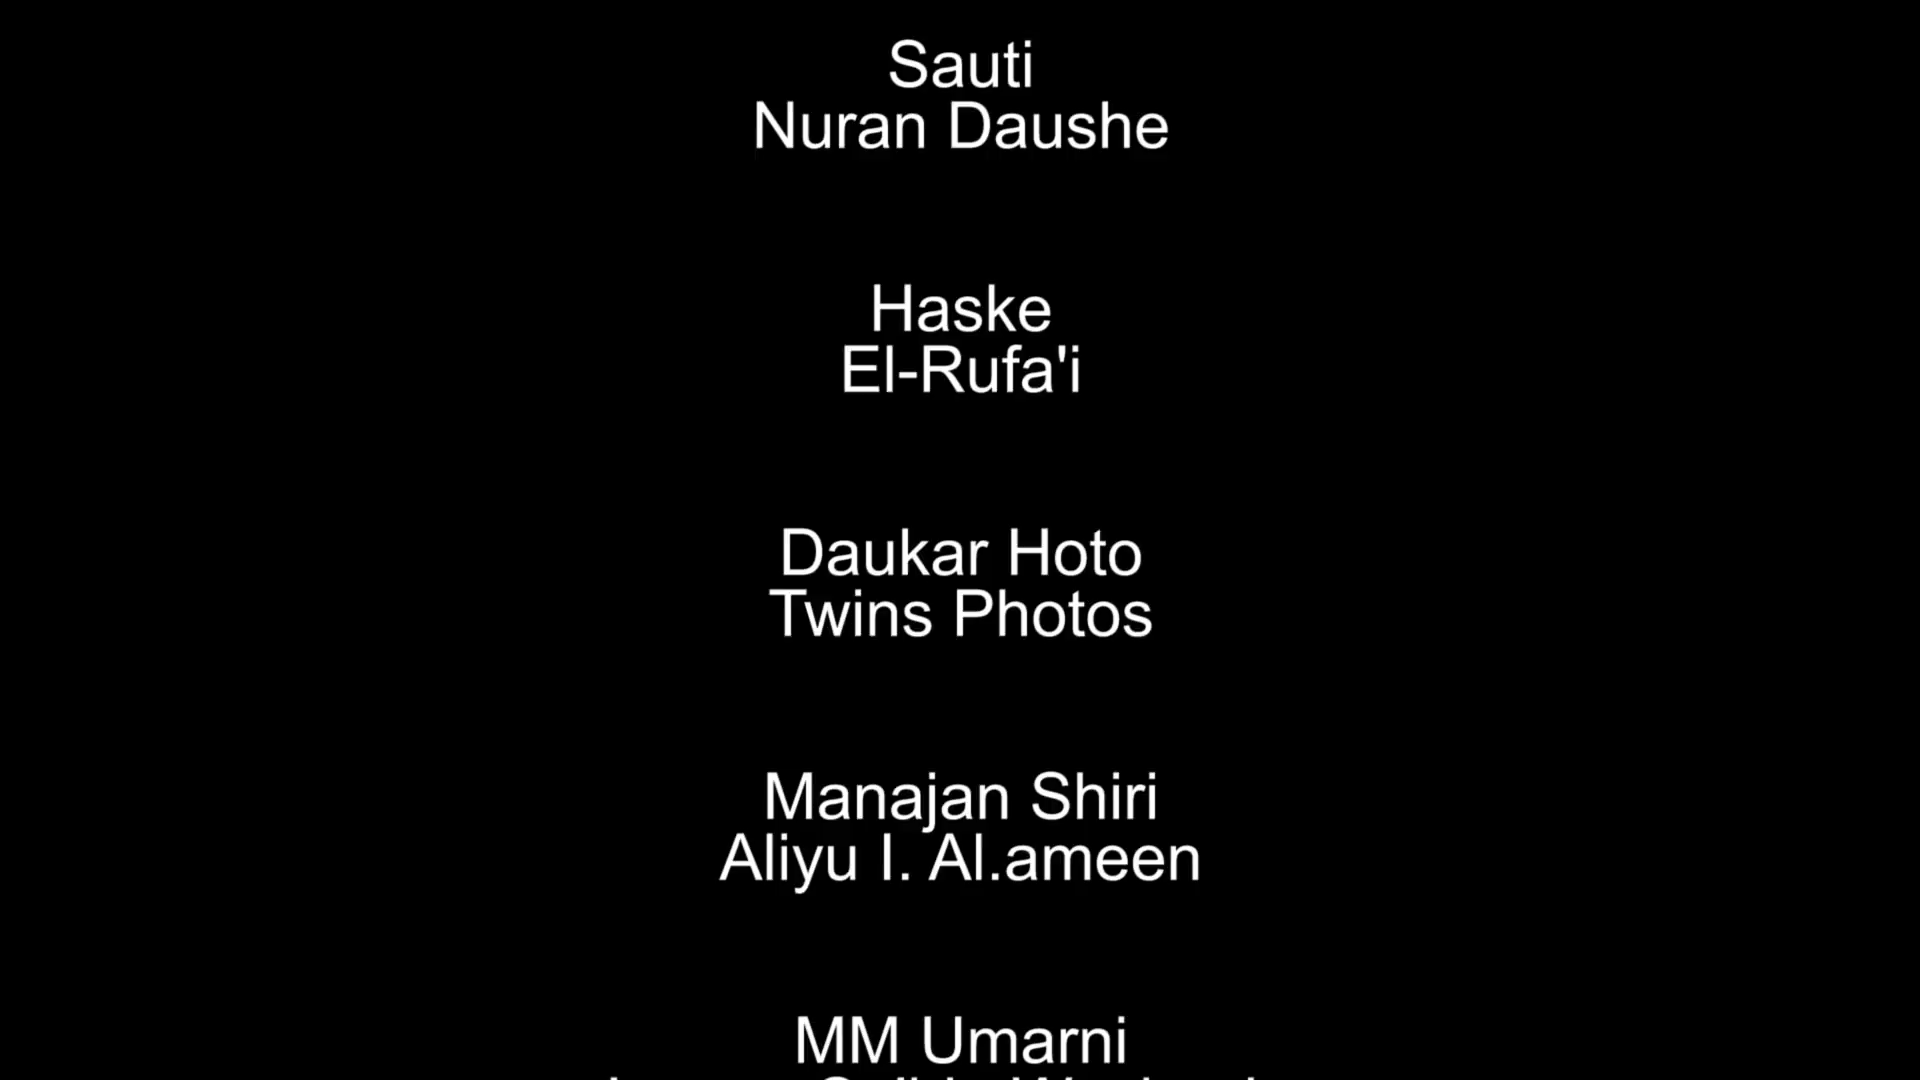 Sauti
Nuran Daushe
Haske
El-Rufa'i
Daukar Hoto
Twins Photos
Manajan Shiri
Aliyu I. Al.ameen
MM Umarni